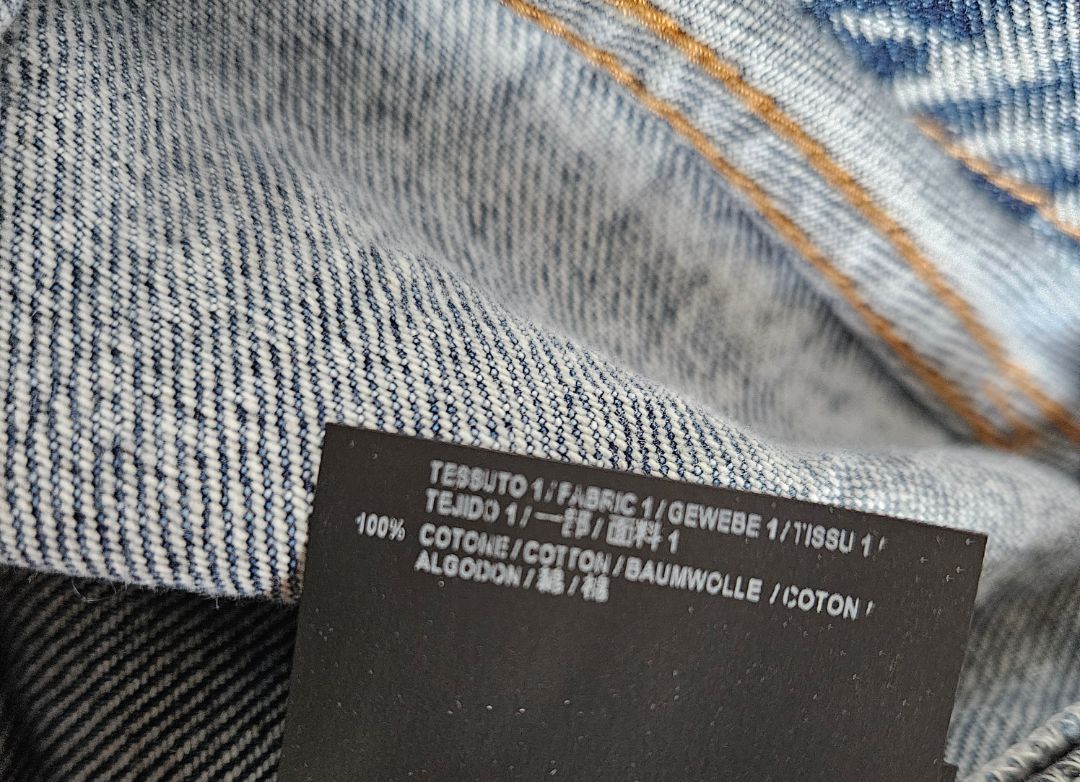 TESSUTO 1 / FABRIC 1 / GEWEBE 1 / TISSU 1 /
TEJIDO 1 / 一部 / 面料 1
100% COTONE / COTTON / BAUMWOLLE / COTON /
ALGODON / 綿 / 棉